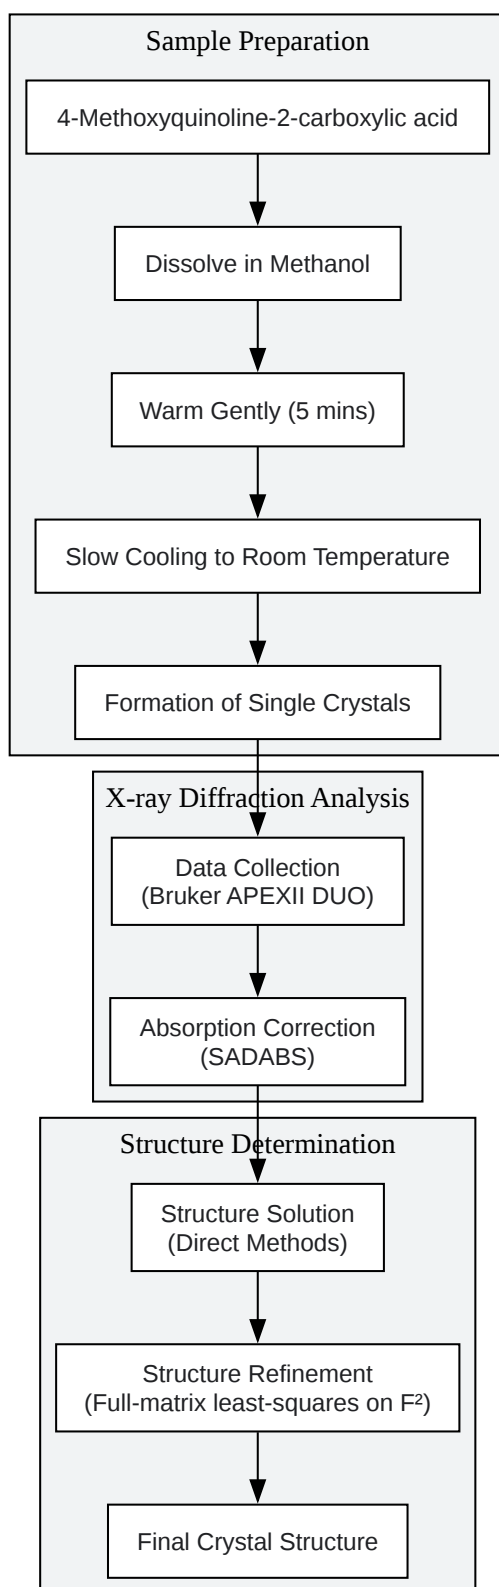 Sample Preparation
4-Methoxyquinoline-2-carboxylic acid
Dissolve in Methanol
Warm Gently (5 mins)
Slow Cooling to Room Temperature
Formation of Single Crystals
X-ray Diffraction Analysis
Data Collection
(Bruker APEXII DUO)
Absorption Correction
(SADABS)
Structure Determination
Structure Solution
(Direct Methods)
Structure Refinement
(Full-matrix least-squares on F²)
Final Crystal Structure